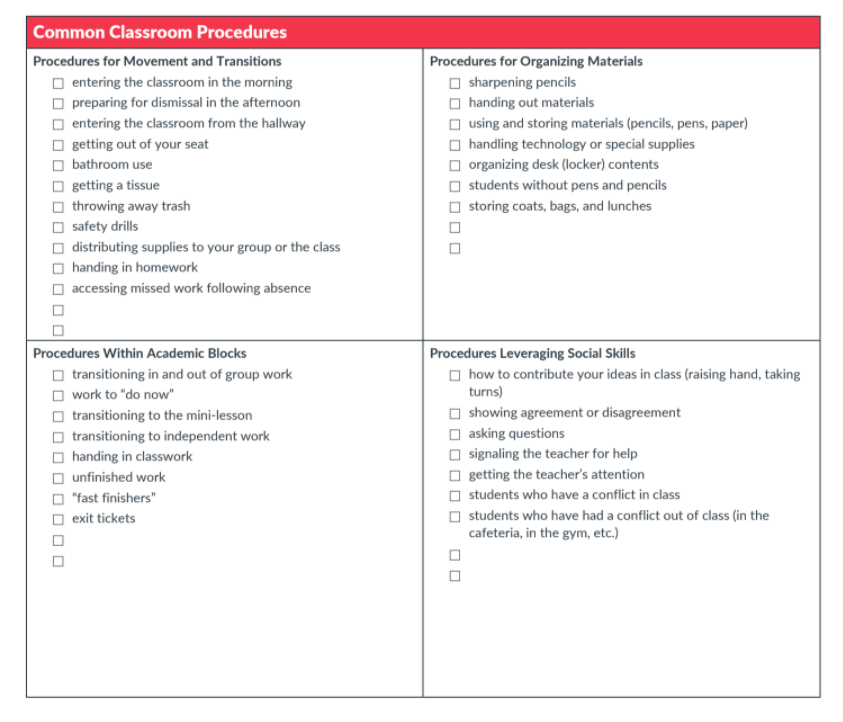 Common Classroom Procedures
Procedures for Movement and Transitions
☐ entering the classroom in the morning
☐ preparing for dismissal in the afternoon
☐ entering the classroom from the hallway
☐ getting out of your seat
☐ bathroom use
☐ getting a tissue
☐ throwing away trash
☐ safety drills
☐ distributing supplies to your group or the class
☐ handing in homework
☐ accessing missed work following absence
☐
☐
Procedures for Organizing Materials
☐ sharpening pencils
☐ handing out materials
☐ using and storing materials (pencils, pens, paper)
☐ handling technology or special supplies
☐ organizing desk (locker) contents
☐ students without pens and pencils
☐ storing coats, bags, and lunches
☐
☐
Procedures Within Academic Blocks
☐ transitioning in and out of group work
☐ work to “do now”
☐ transitioning to the mini-lesson
☐ transitioning to independent work
☐ handing in classwork
☐ unfinished work
☐ “fast finishers”
☐ exit tickets
☐
☐
Procedures Leveraging Social Skills
☐ how to contribute your ideas in class (raising hand, taking
turns)
☐ showing agreement or disagreement
☐ asking questions
☐ signaling the teacher for help
☐ getting the teacher’s attention
☐ students who have a conflict in class
☐ students who have had a conflict out of class (in the
cafeteria, in the gym, etc.)
☐
☐